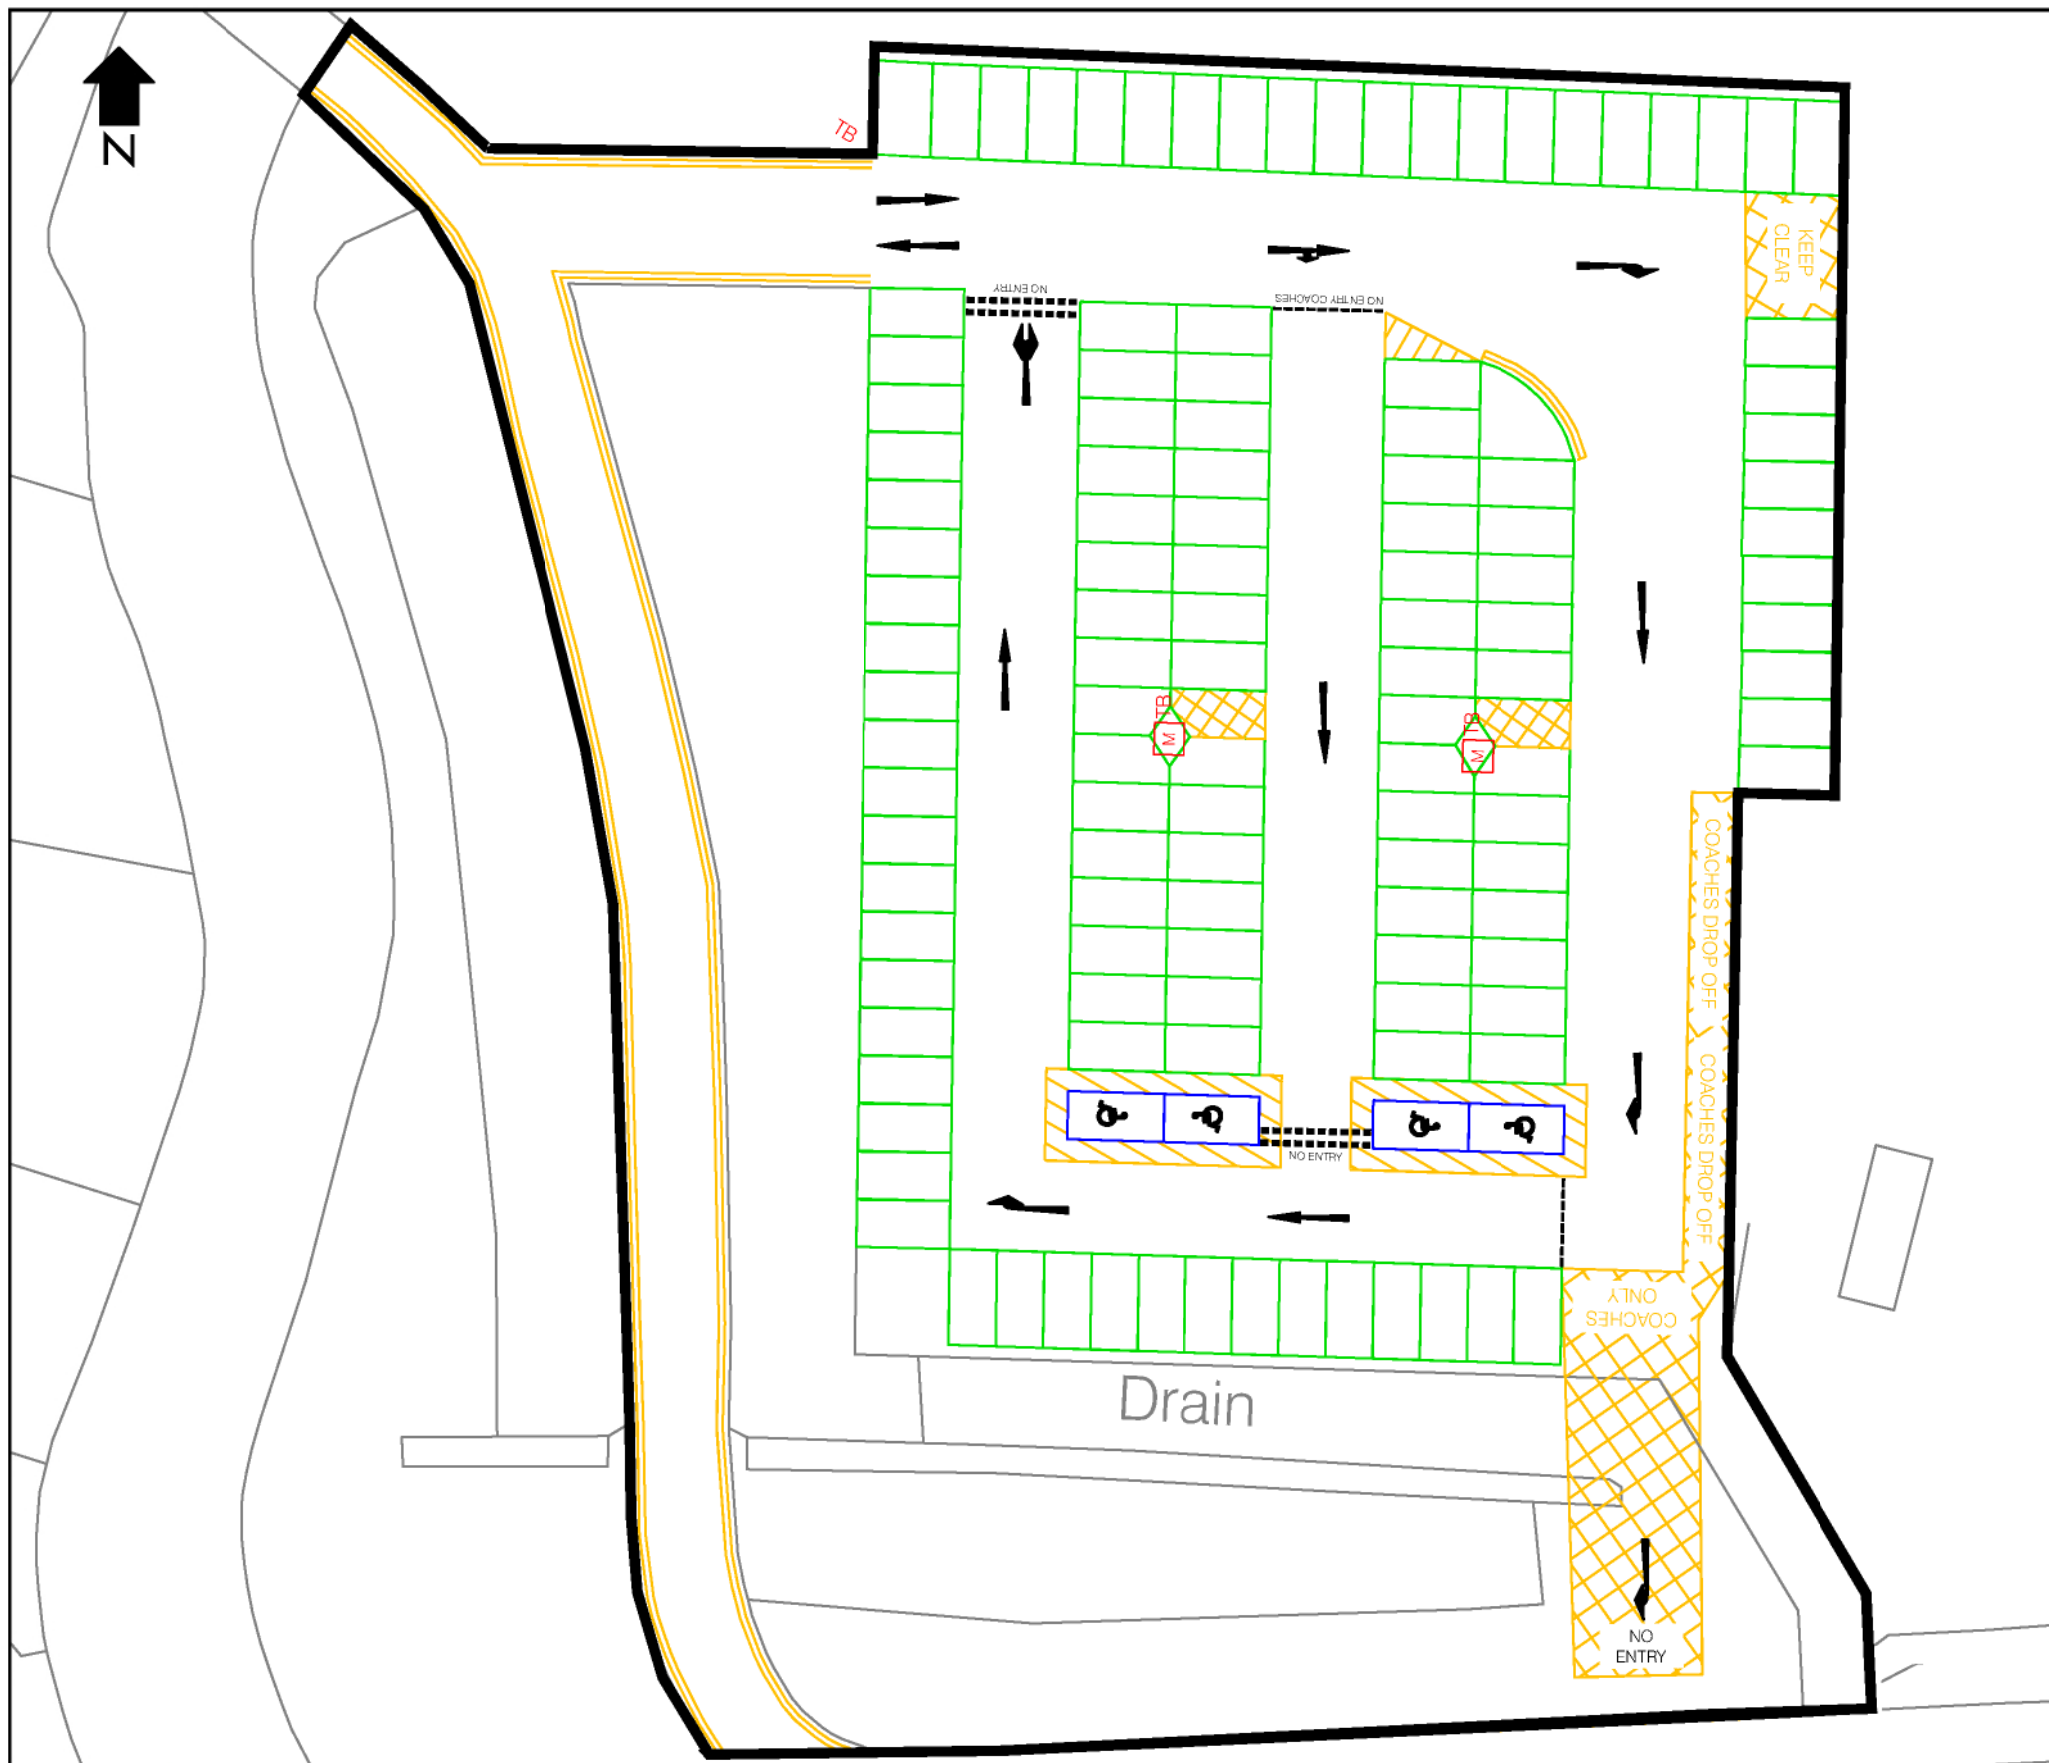 N
TB
KEEP
CLEAR
NO ENTRY
NO ENTRY COACHES
TB
M
TB
M
COACHES DROP OFF
COACHES DROP OFF
NO ENTRY
COACHES
ONLY
Drain
NO
ENTRY